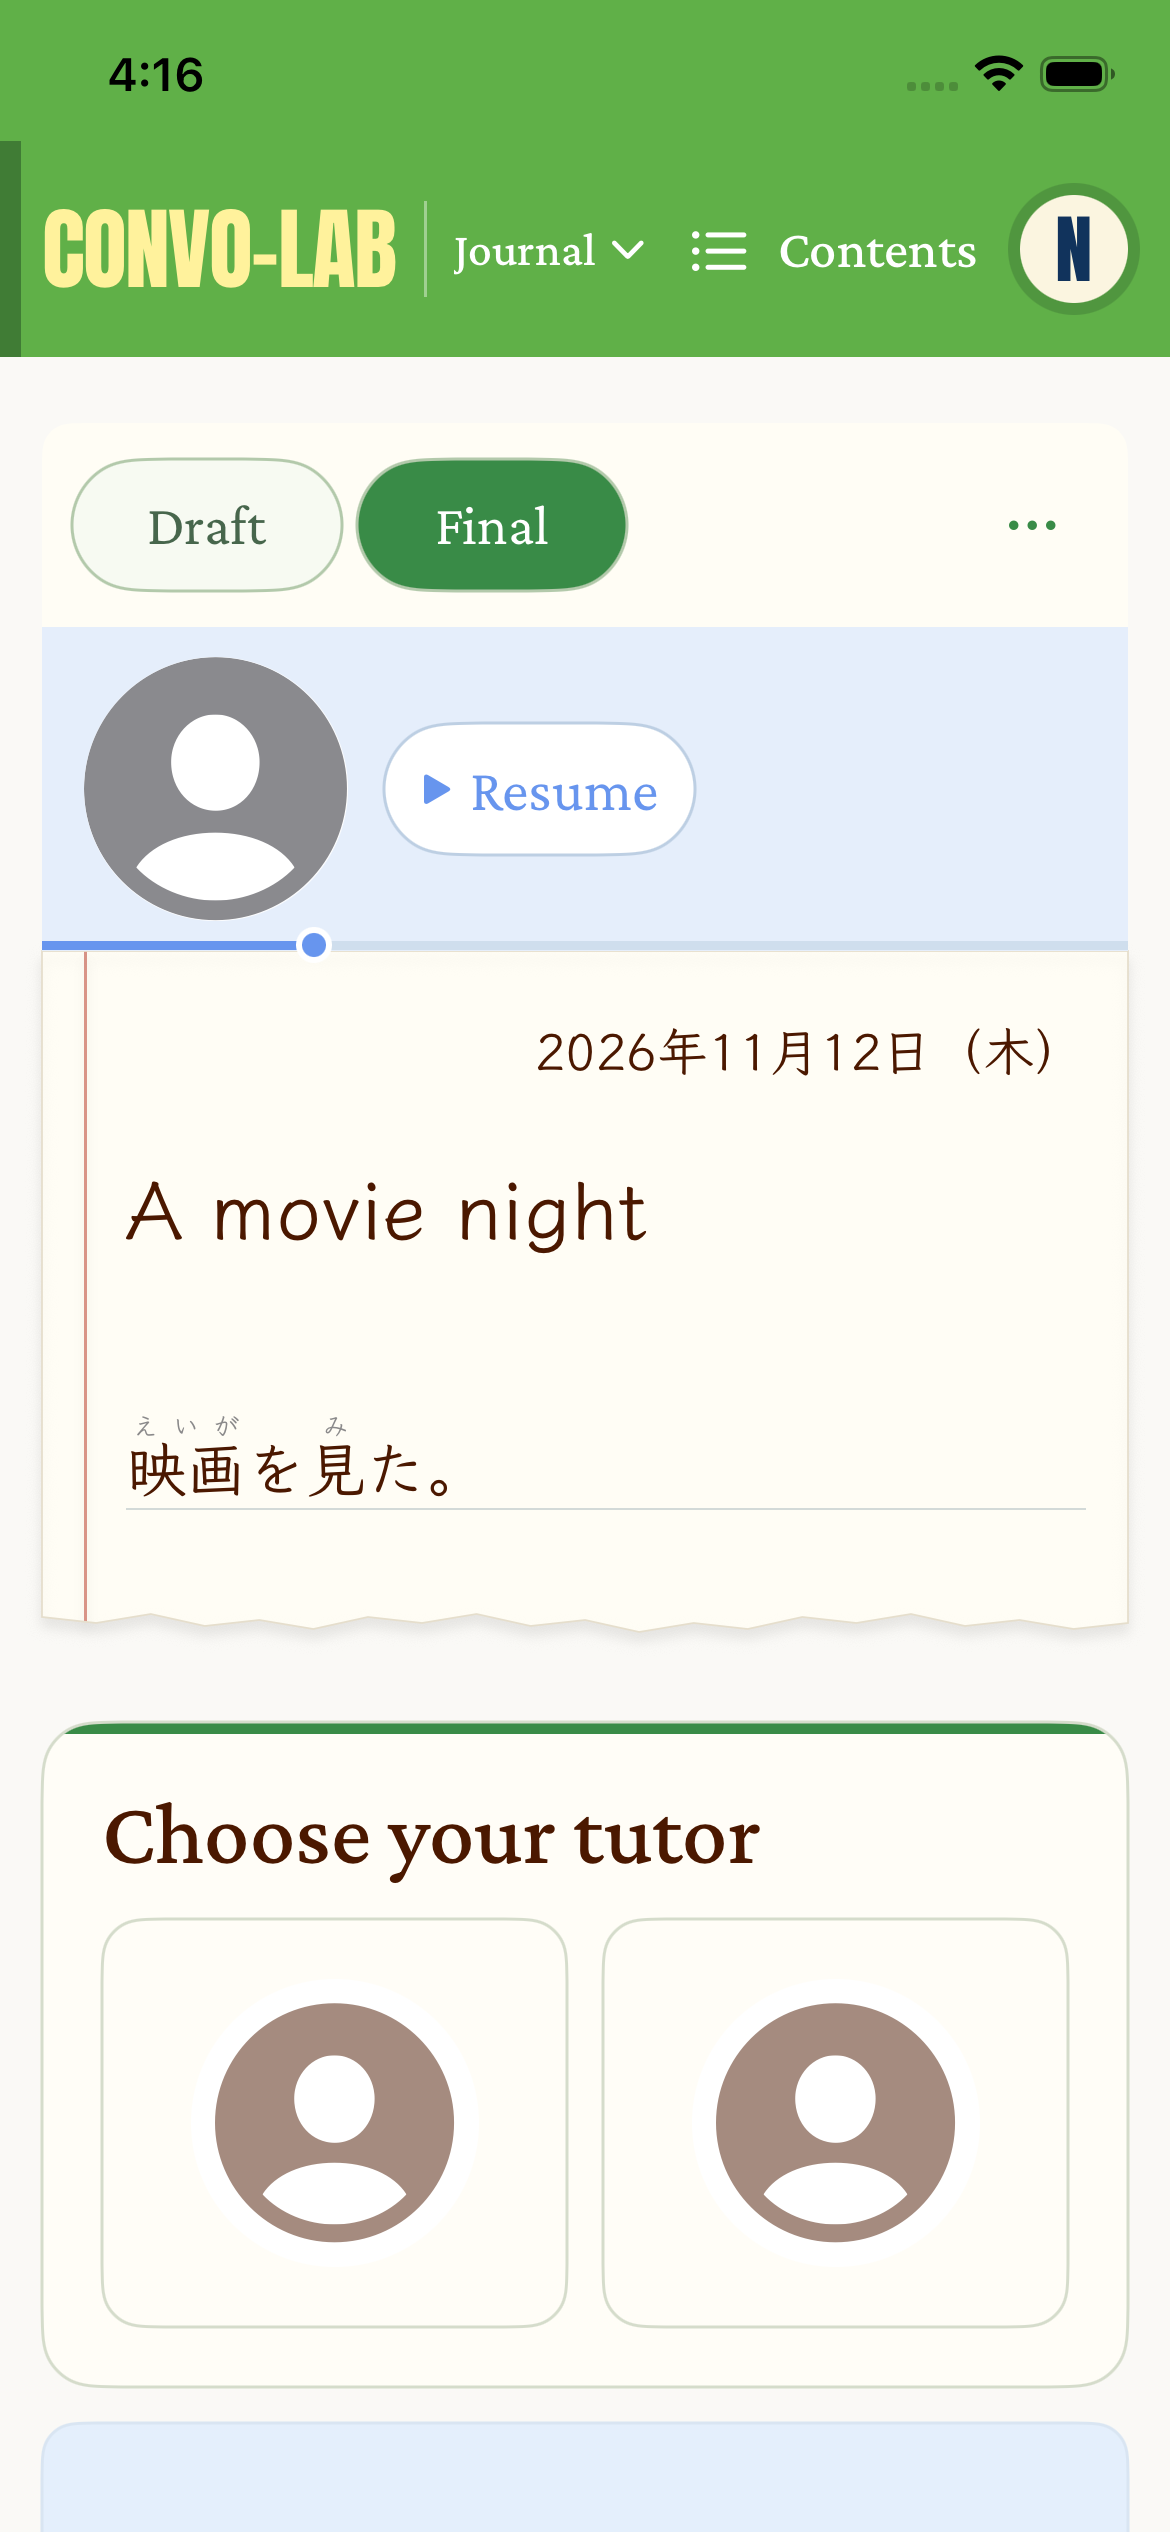 4:16
CONVO-LAB
Journal
Contents
N
Draft
Final
Resume
2026年11月12日（木）
A movie night
えいが み
映画を見た。
Choose your tutor